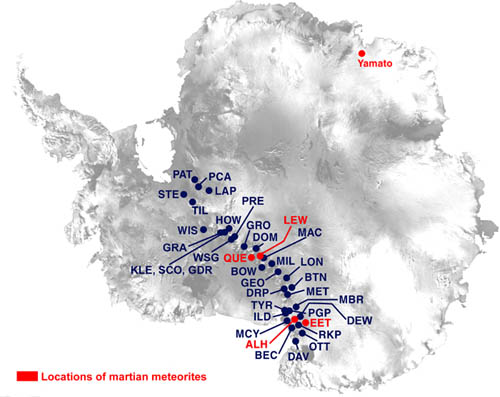 Yamato
PAT
PCA
STE
LAP
TIL
PRE
HOW
GRO
LEW
WIS
DOM
MAC
GRA
WSG
QUE
KLE, SCO, GDR
MIL
LON
BOW
GEO
BTN
DRP
MET
MBR
TYR
PGP
DEW
ILD
EET
MCY
RKP
ALH
OTT
BEC
DAV
Locations of martian meteorites